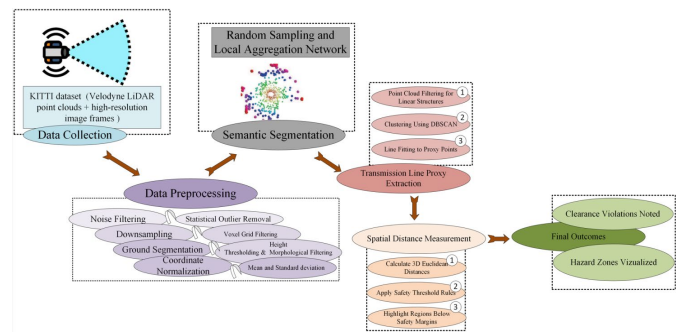 KITTI dataset (Velodyne LiDAR
point clouds + high-resolution
image frames )
Data Collection
Data Preprocessing
Noise Filtering
Statistical Outlier Removal
Downsampling
Voxel Grid Filtering
Ground Segmentation
Height
Thresholding & Morphological Filtering
Coordinate
Normalization
Mean and Standard deviation
Random Sampling and
Local Aggregation Network
Semantic Segmentation
Point Cloud Filtering for
Linear Structures
1
Clustering Using DBSCAN
2
Line Fitting to Proxy Points
3
Transmission Line Proxy
Extraction
Spatial Distance Measurement
Calculate 3D Euclidean
Distances
1
Apply Safety Threshold Rules
2
Highlight Regions Below
Safety Margins
3
Clearance Violations Noted
Final Outcomes
Hazard Zones Vizualized